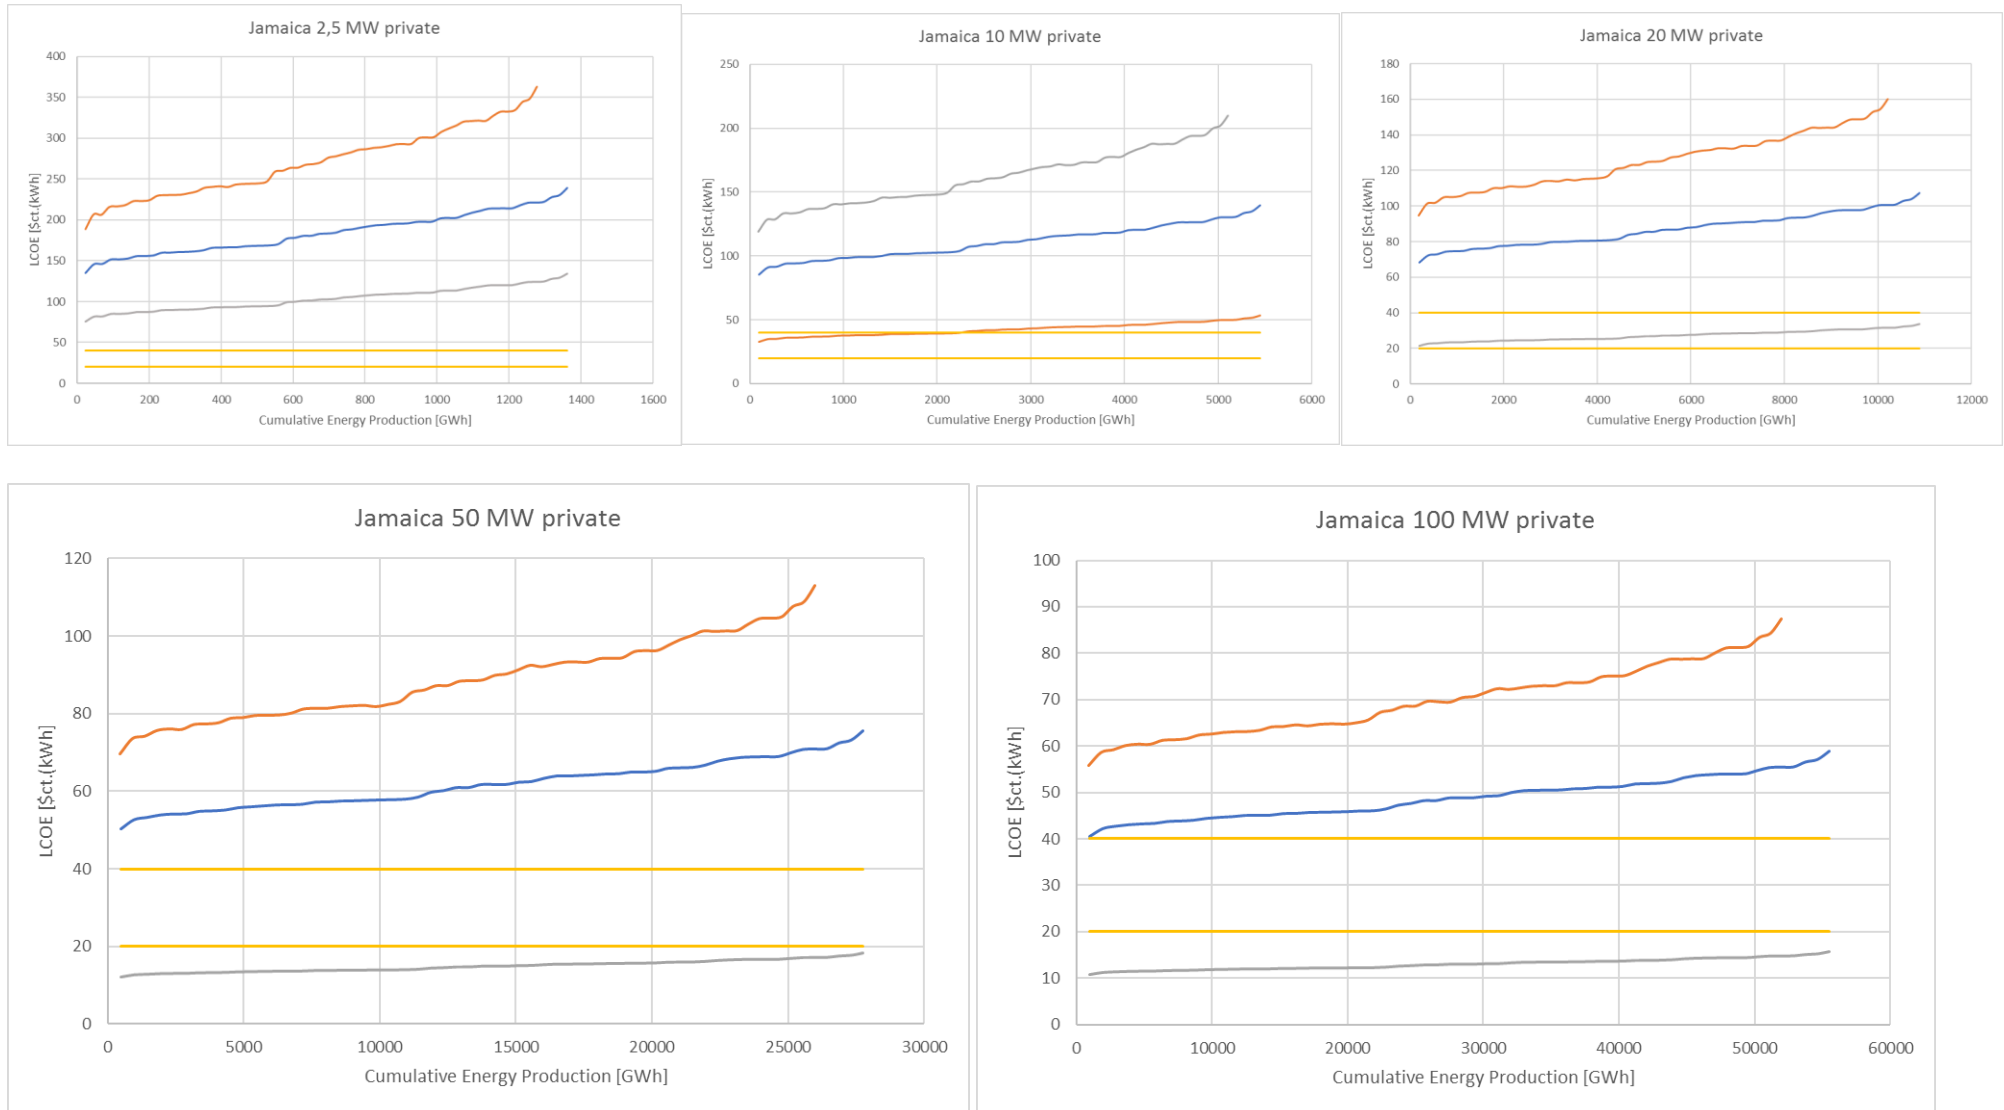 Jamaica 2,5 MW private
400
350
300
250
200
150
100
50
0
LCOE [$ct.(kWh]
0 200 400 600 800 1000 1200 1400 1600
Cumulative Energy Production [GWh]
Jamaica 10 MW private
250
200
150
100
50
0
LCOE [$ct.(kWh]
0 1000 2000 3000 4000 5000 6000
Cumulative Energy Production [GWh]
Jamaica 20 MW private
180
160
140
120
100
80
60
40
20
0
LCOE [$ct.(kWh]
0 2000 4000 6000 8000 10000 12000
Cumulative Energy Production [GWh]
Jamaica 50 MW private
120
100
80
60
40
20
0
LCOE [$ct.(kWh]
0 5000 10000 15000 20000 25000 30000
Cumulative Energy Production [GWh]
Jamaica 100 MW private
100
90
80
70
60
50
40
30
20
10
0
LCOE [$ct.(kWh]
0 10000 20000 30000 40000 50000 60000
Cumulative Energy Production [GWh]